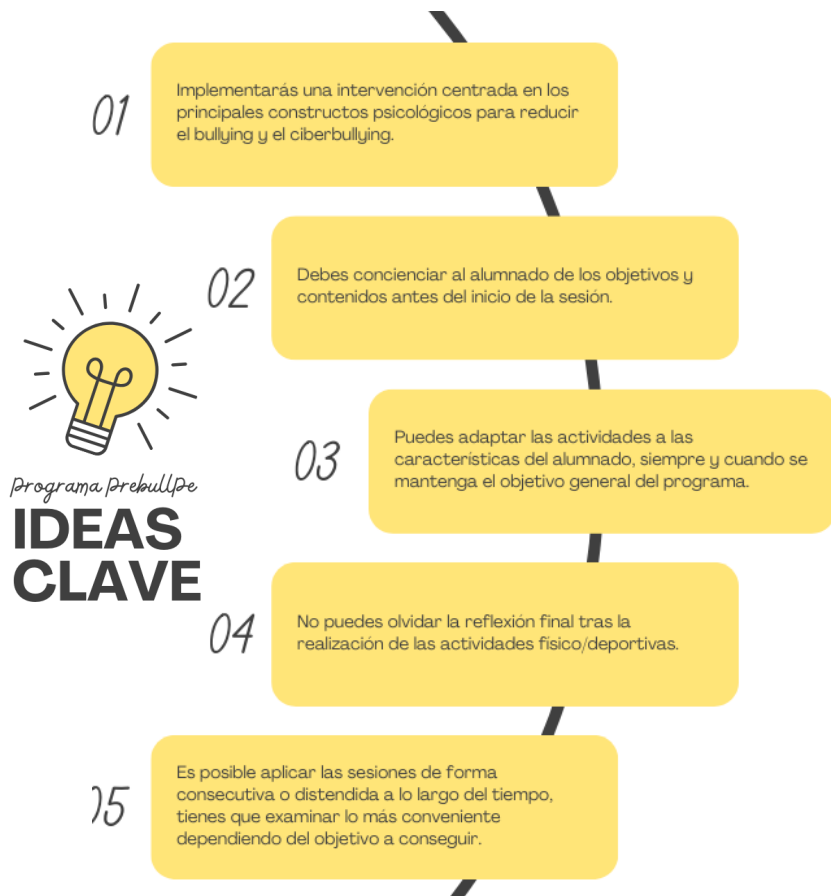 01
Implementarás una intervención centrada en los
principales constructos psicológicos para reducir
el bullying y el ciberbullying.
02
Debes concienciar al alumnado de los objetivos y
contenidos antes del inicio de la sesión.
03
Puedes adaptar las actividades a las
características del alumnado, siempre y cuando se
mantenga el objetivo general del programa.
programa prebullpe
IDEAS
CLAVE
04
No puedes olvidar la reflexión final tras la
realización de las actividades físico/deportivas.
05
Es posible aplicar las sesiones de forma
consecutiva o distendida a lo largo del tiempo,
tienes que examinar lo más conveniente
dependiendo del objetivo a conseguir.